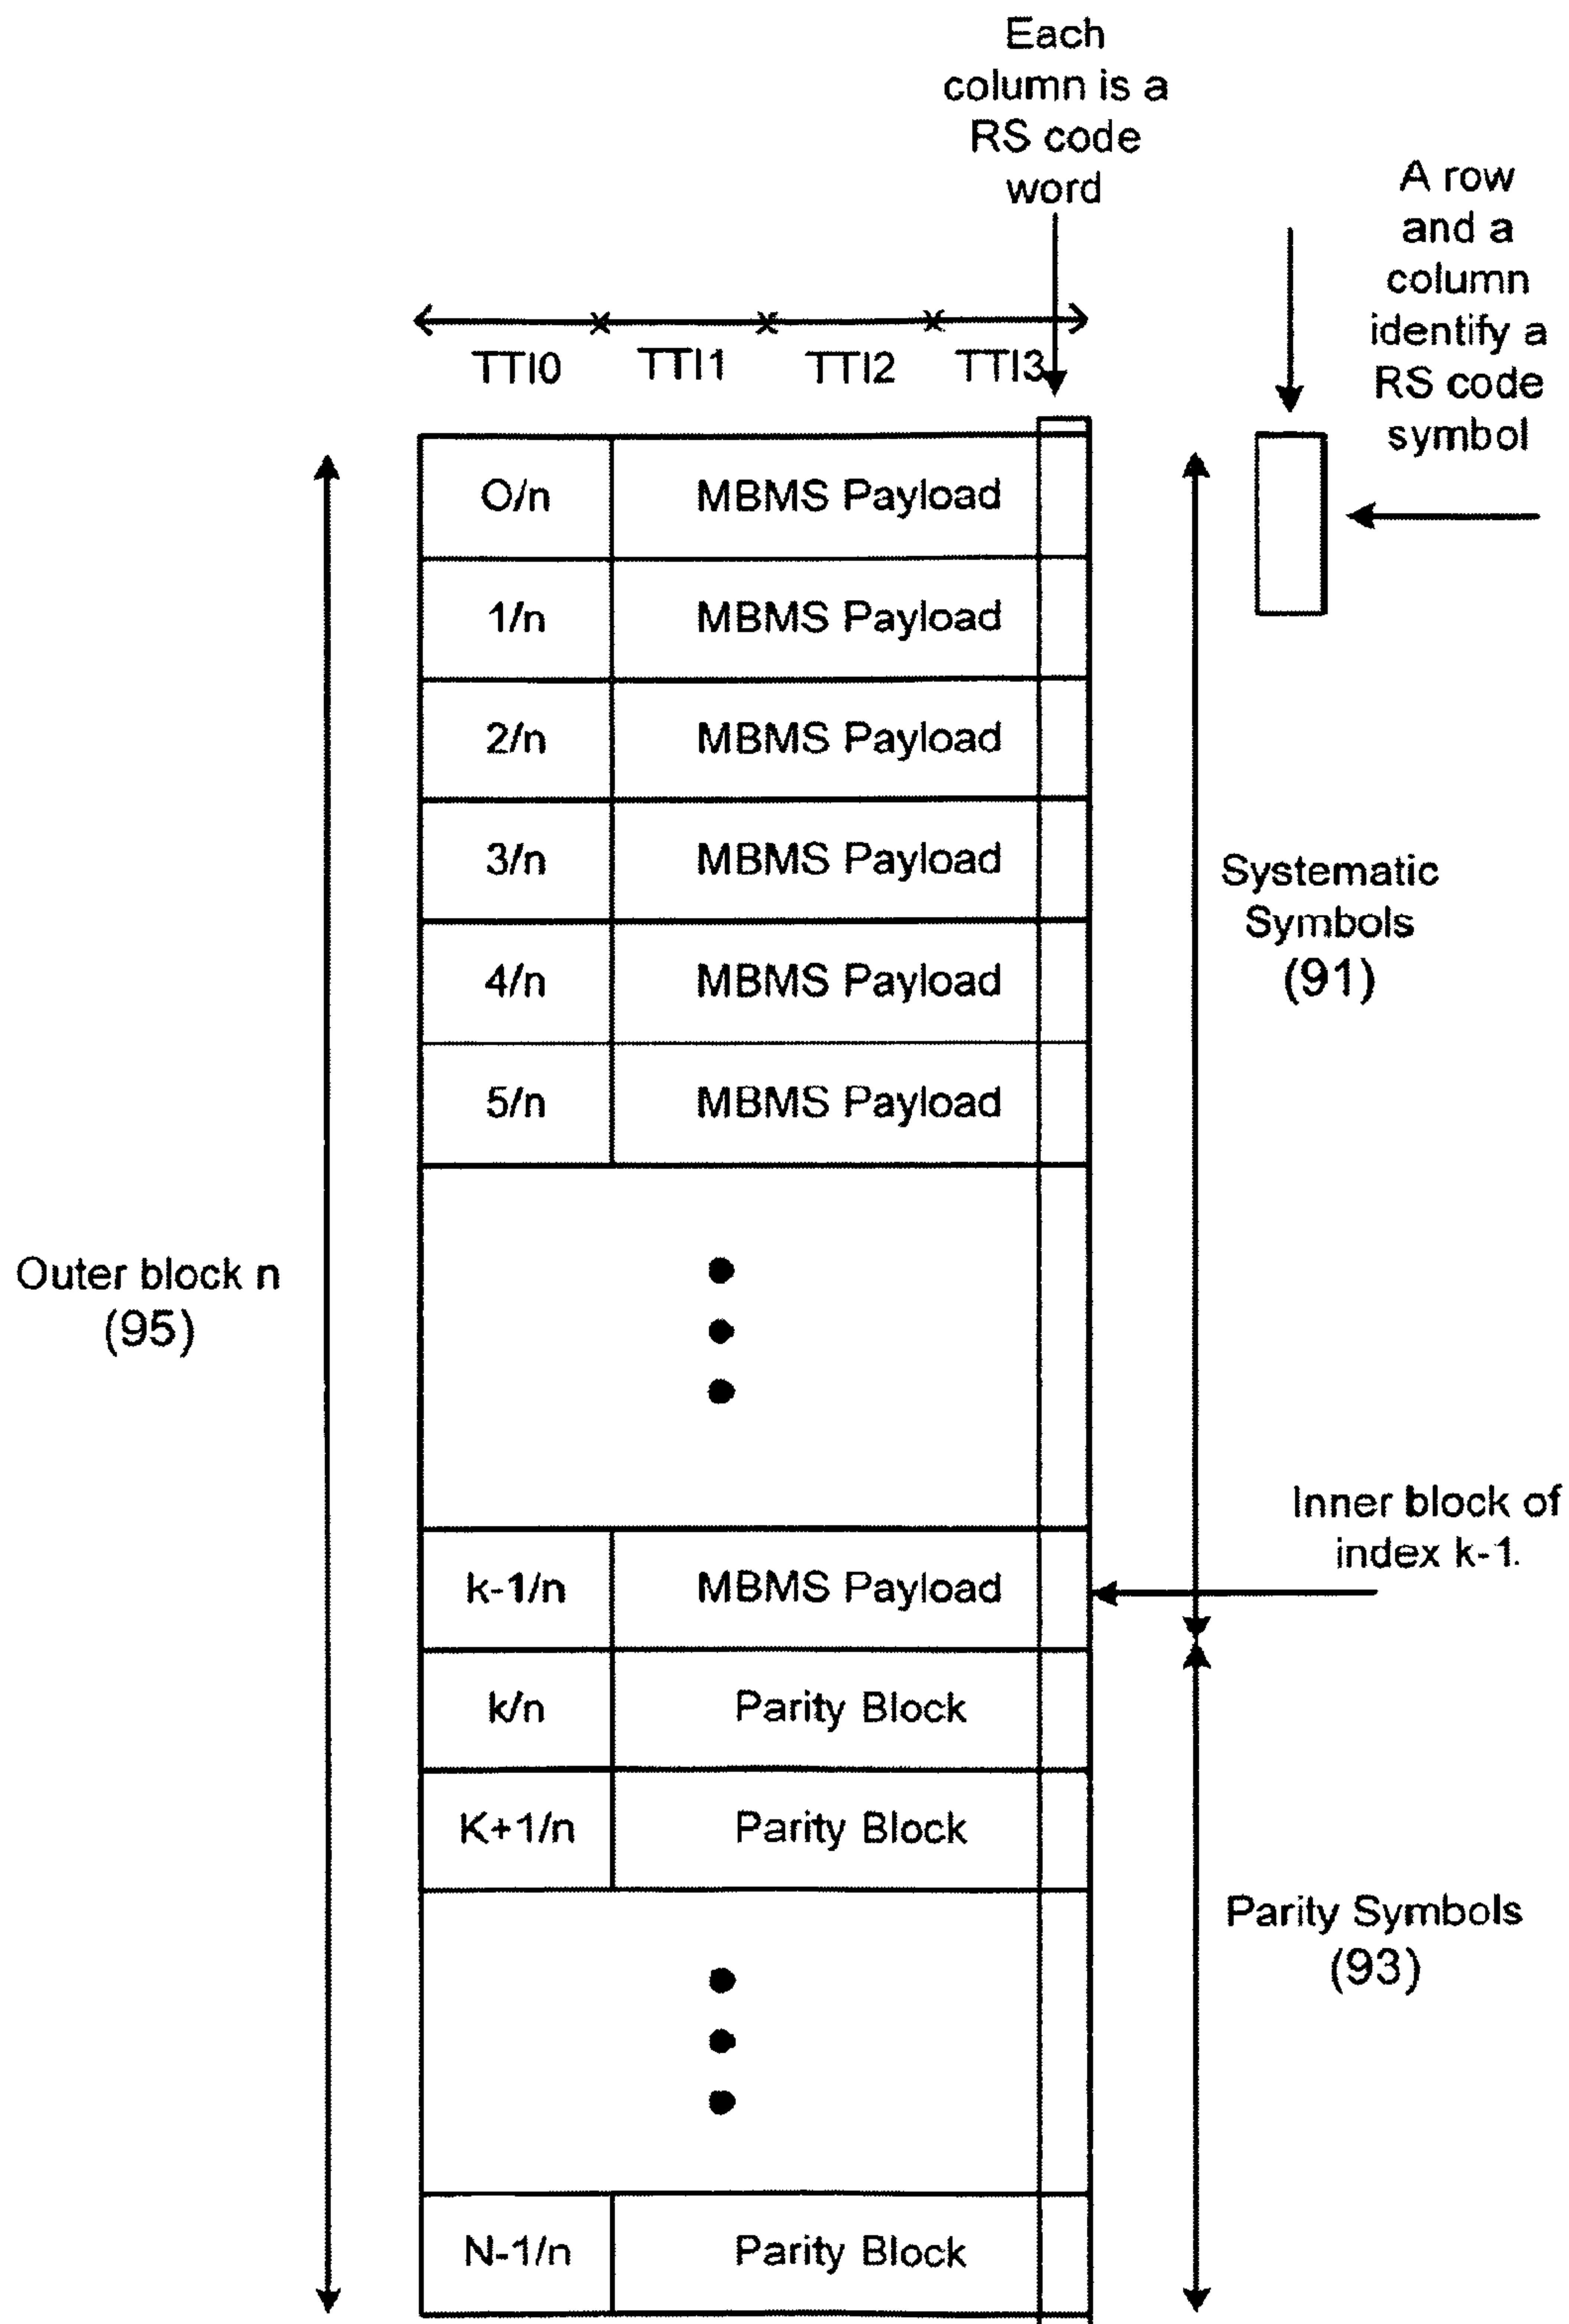 Each
column is a
RS code
word
A row
and a
column
identify a
RS code
symbol
TTI0 TTI1 TTI2 TTI3
O/n MBMS Payload
1/n MBMS Payload
2/n MBMS Payload
3/n MBMS Payload
4/n MBMS Payload
5/n MBMS Payload
Systematic
Symbols
(91)
Outer block n
(95)
Inner block of
index k-1.
k-1/n MBMS Payload
k/n Parity Block
K+1/n Parity Block
Parity Symbols
(93)
N-1/n Parity Block